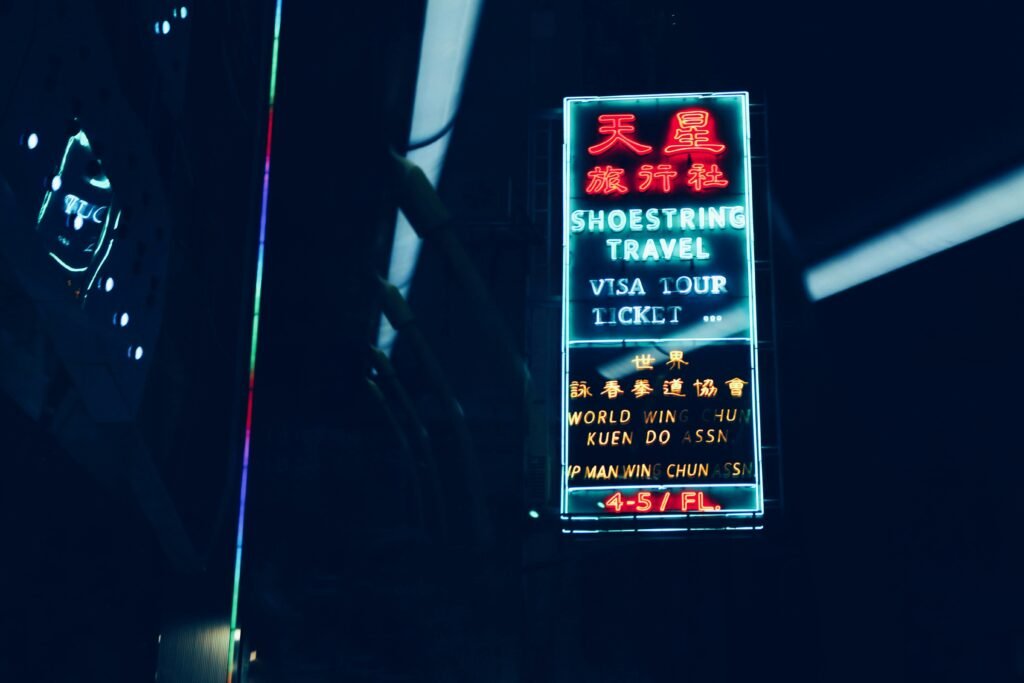 天星
旅行社
SHOESTRING
TRAVEL
VISA TOUR
TICKET ...
世界
詠春拳道協會
WORLD WING CHUN
KUEN DO ASSN.
IP MAN WING CHUN ASSN
4-5 / FL.